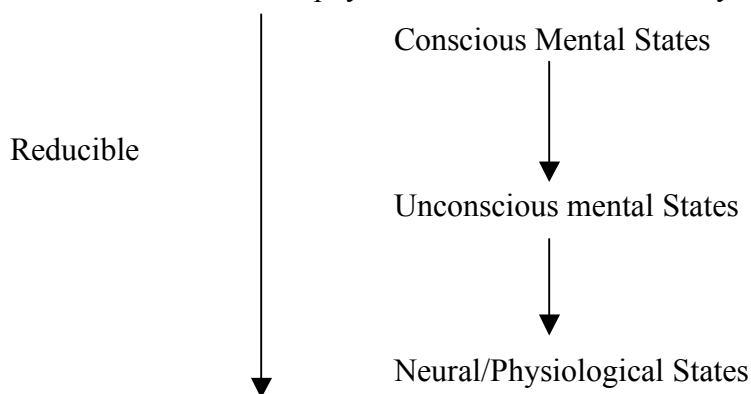 Conscious Mental States
Reducible
Unconscious mental States
Neural/Physiological States